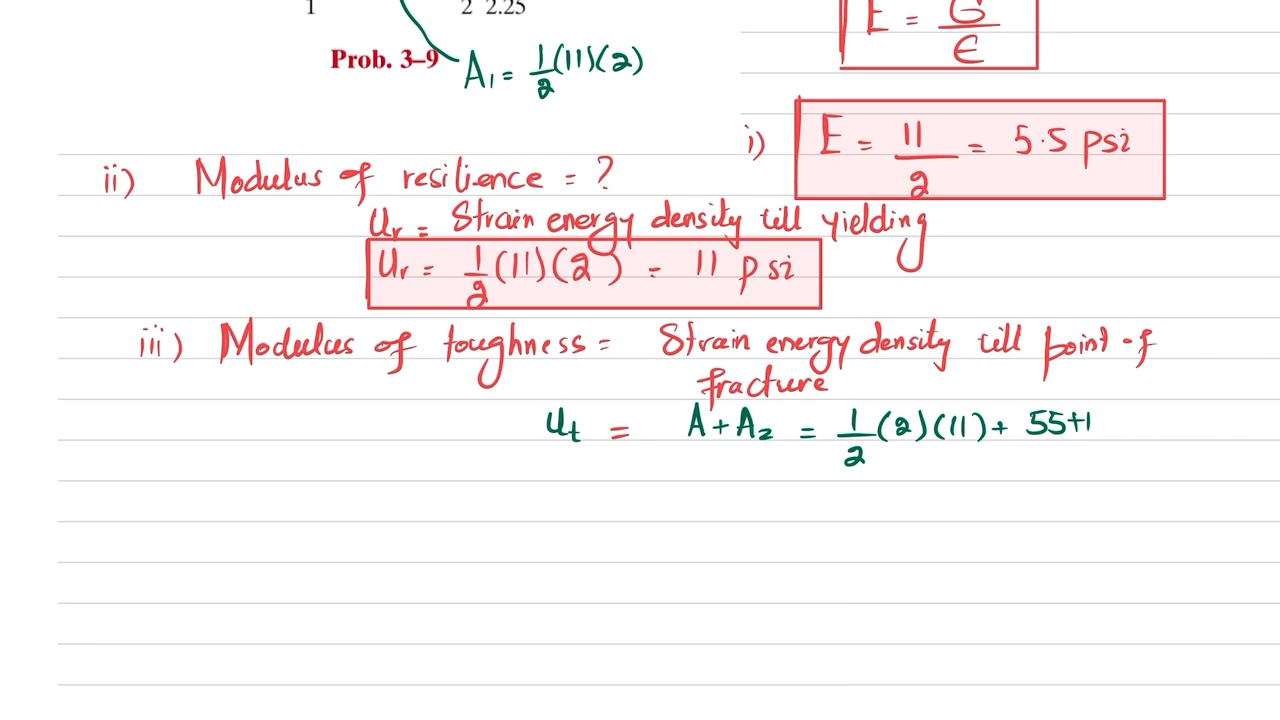 1 2 2.25
E = σ/ϵ
Prob. 3–9
A₁ = 1/2 (11)(2)
i) E = 11/2 = 5.5 psi
ii) Modulus of resilience = ?
Ur = Strain energy density till yielding
Ur = 1/2 (11)(2) = 11 psi
iii) Modulus of toughness = Strain energy density till point of
fracture
Ut = A + A₂ = 1/2 (2)(11) + 55+1